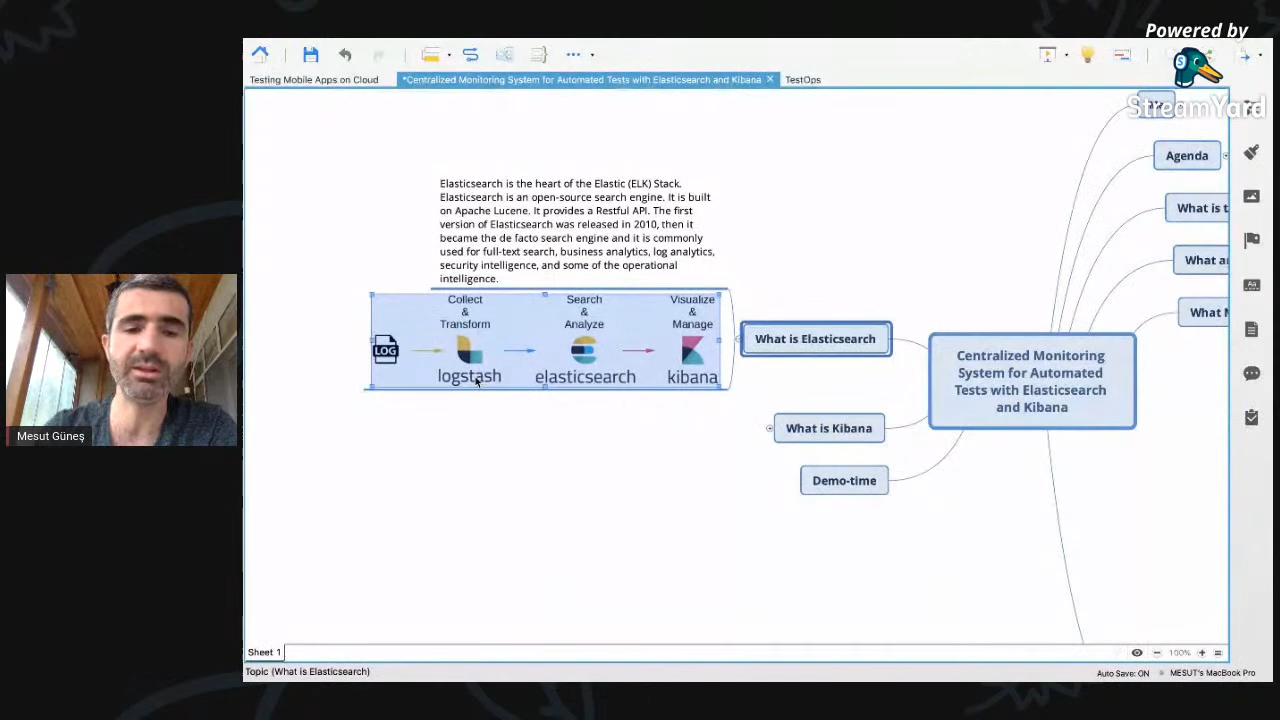 Powered by
StreamYard
Testing Mobile Apps on Cloud
*Centralized Monitoring System for Automated Tests with Elasticsearch and Kibana
TestOps
Agenda
What is t
What ar
What M
Elasticsearch is the heart of the Elastic (ELK) Stack.
Elasticsearch is an open-source search engine. It is built
on Apache Lucene. It provides a Restful API. The first
version of Elasticsearch was released in 2010, then it
became the de facto search engine and it is commonly
used for full-text search, business analytics, log analytics,
security intelligence, and some of the operational
intelligence.
Collect
&
Transform
Search
&
Analyze
Visualize
&
Manage
LOG
logstash
elasticsearch
kibana
What is Elasticsearch
Centralized Monitoring
System for Automated
Tests with Elasticsearch
and Kibana
What is Kibana
Demo-time
Mesut Güneş
Sheet 1
100%
Topic (What is Elasticsearch)
Auto Save: ON
MESUT's MacBook Pro